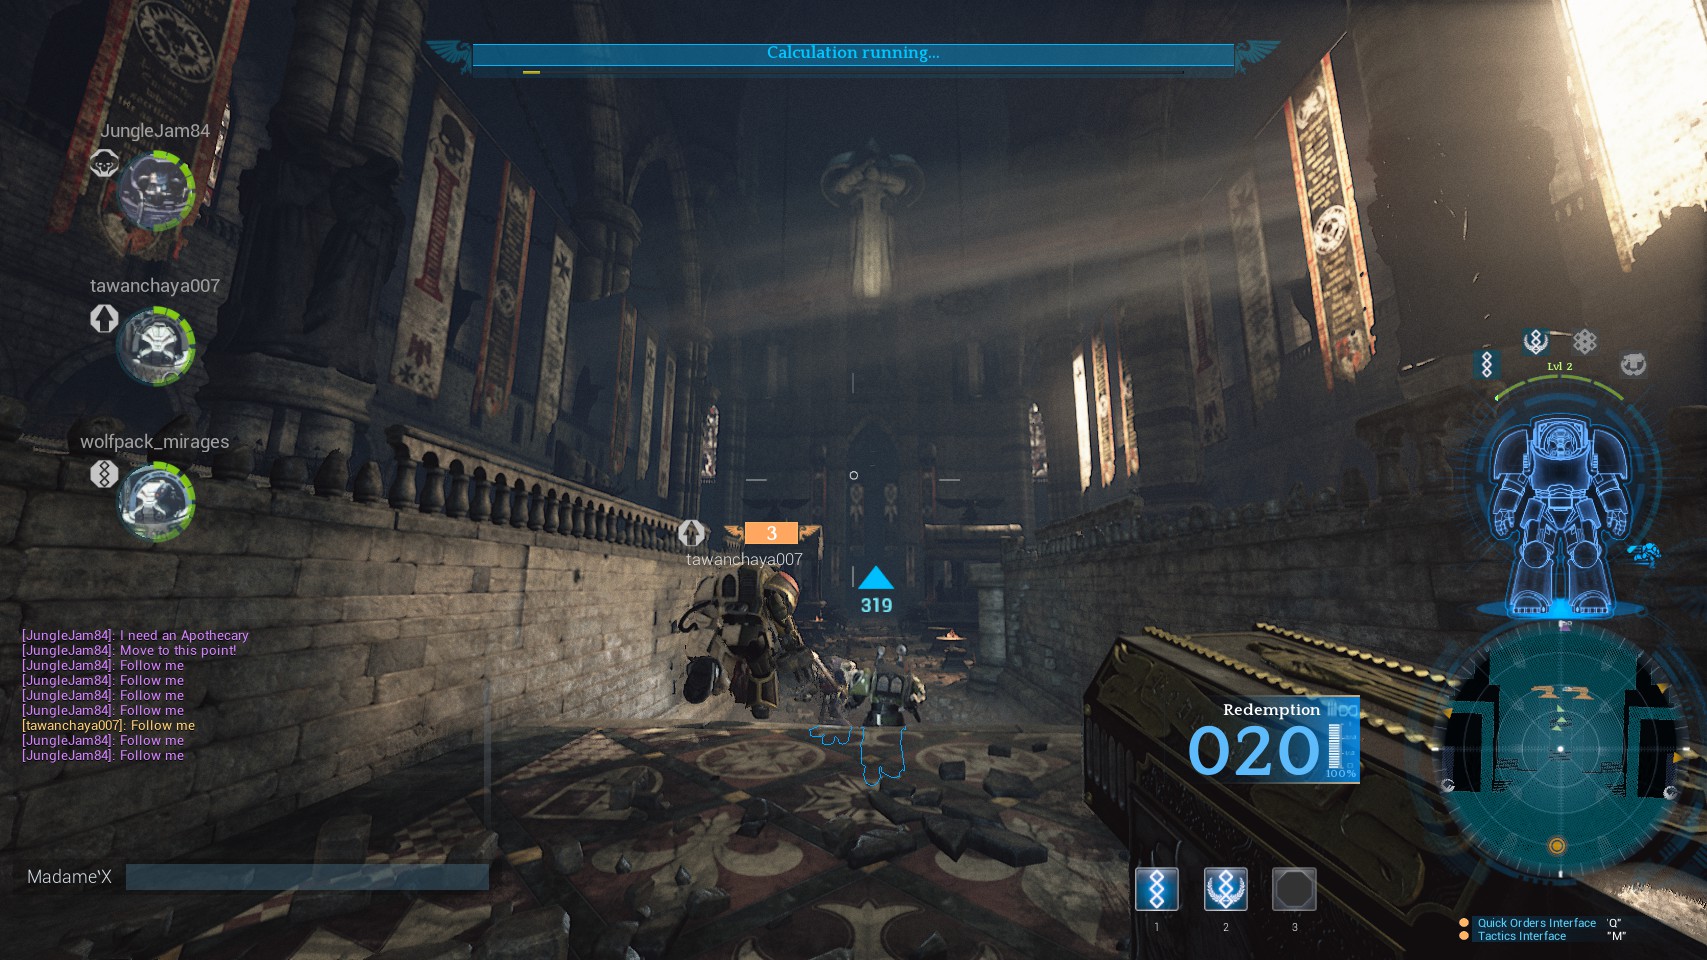 Calculation running...
JungleJam84
tawanchaya007
wolfpack_mirages
Lvl 2
3
tawanchaya007
319
[JungleJam84]: I need an Apothecary
[JungleJam84]: Move to this point!
[JungleJam84]: Follow me
[JungleJam84]: Follow me
[JungleJam84]: Follow me
[JungleJam84]: Follow me
[tawanchaya007]: Follow me
[JungleJam84]: Follow me
[JungleJam84]: Follow me
Redemption
020
100%
Madame'X
1 2 3
Quick Orders Interface "Q"
Tactics Interface "M"